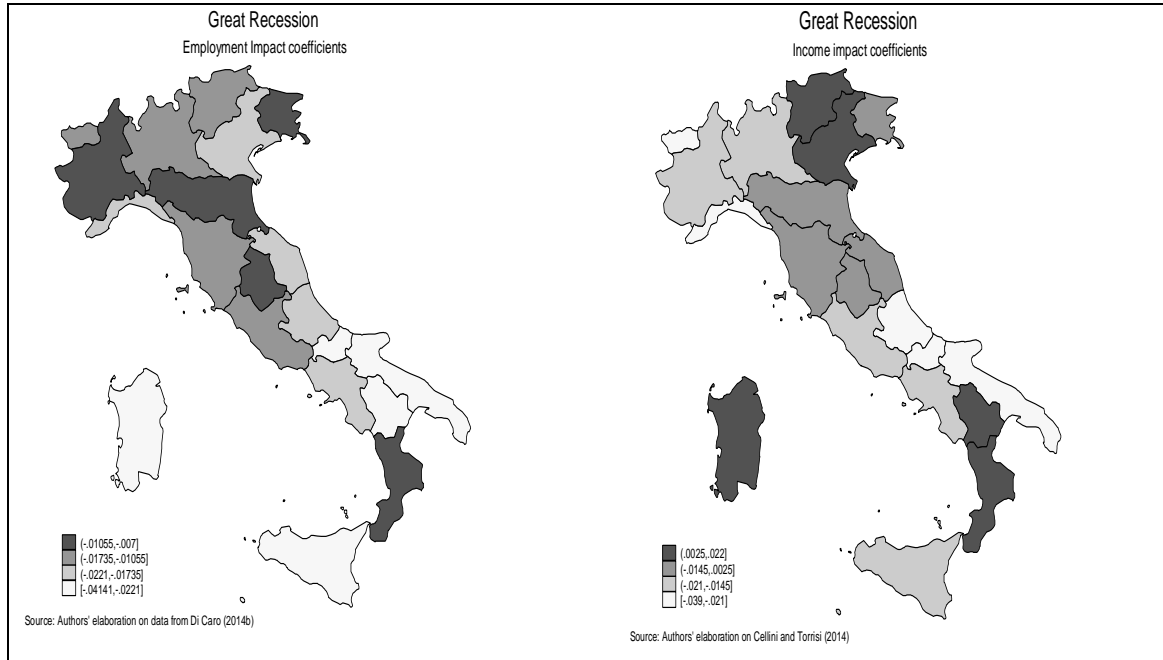 Great Recession
Employment Impact coefficients
(-.01055,-.007]
(-.01735,-.01055]
(-.0221,-.01735]
[-.04141,-.0221]
Source: Authors' elaboration on data from Di Caro (2014b)
Great Recession
Income impact coefficients
(.0025,.022]
(-.0145,.0025]
(-.021,-.0145]
[-.039,-.021]
Source: Authors' elaboration on Cellini and Torrisi (2014)